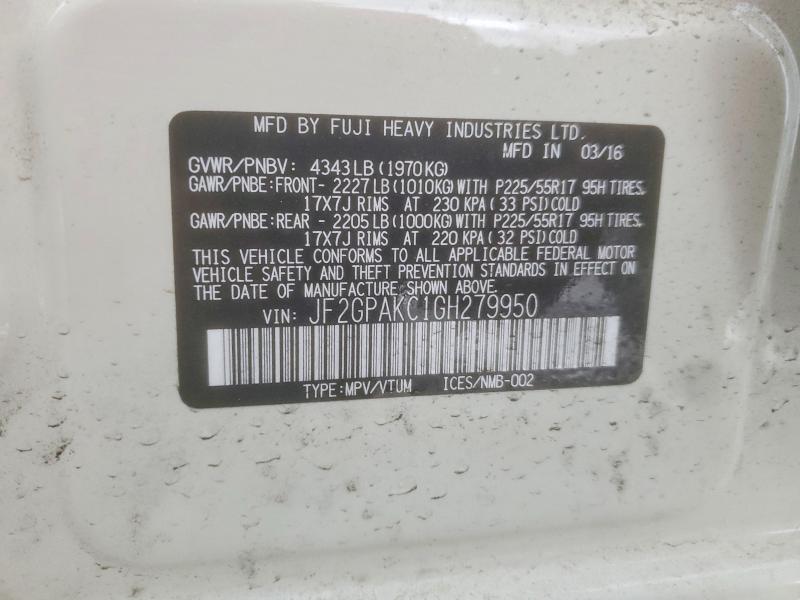 MFD BY FUJI HEAVY INDUSTRIES LTD.
MFD IN 03/16
GVWR/PNBV: 4343LB(1970KG)
GAWR/PNBE:FRONT- 2227LB(1010KG)WITH P225/55R17 95H TIRES,
17X7J RIMS AT 230 KPA( 33 PSI)COLD
GAWR/PNBE:REAR - 2205LB(1000KG)WITH P225/55R17 95H TIRES,
17X7J RIMS AT 220 KPA( 32 PSI)COLD
THIS VEHICLE CONFORMS TO ALL APPLICABLE FEDERAL MOTOR
VEHICLE SAFETY AND THEFT PREVENTION STANDARDS IN EFFECT ON
THE DATE OF MANUFACTURE SHOWN ABOVE.
VIN: JF2GPAKC1GH279950
TYPE:MPV/VTUM ICES/NMB-002